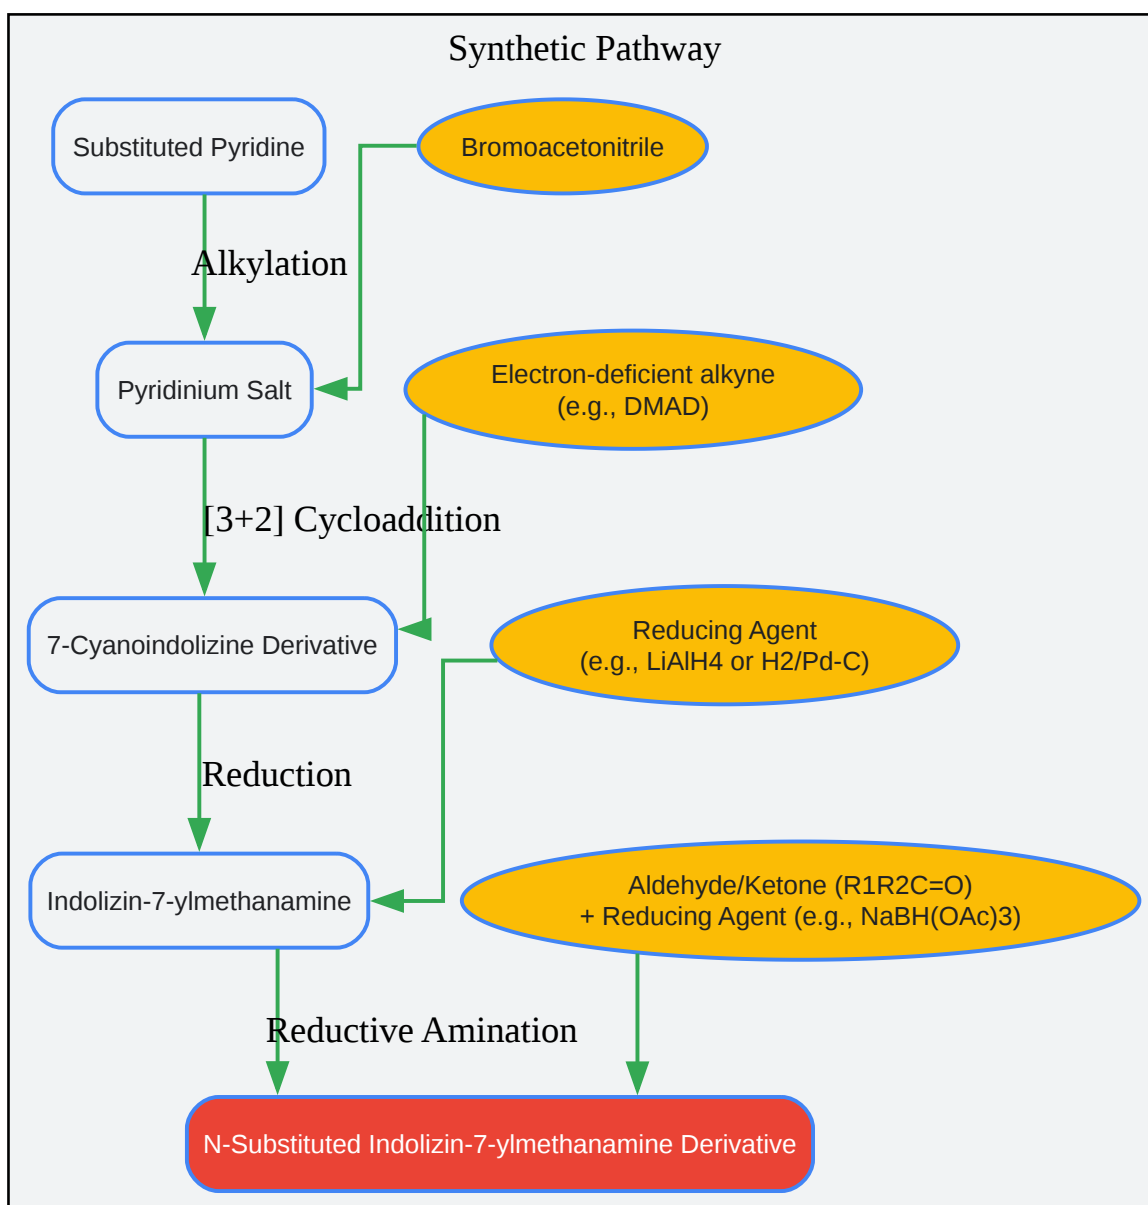 Synthetic Pathway
Substituted Pyridine
Bromoacetonitrile
Alkylation
Pyridinium Salt
Electron-deficient alkyne
(e.g., DMAD)
[3+2] Cycloaddition
7-Cyanoindolizine Derivative
Reducing Agent
(e.g., LiAlH4 or H2/Pd-C)
Reduction
Indolizin-7-ylmethanamine
Aldehyde/Ketone (R1R2C=O)
+ Reducing Agent (e.g., NaBH(OAc)3)
Reductive Amination
N-Substituted Indolizin-7-ylmethanamine Derivative